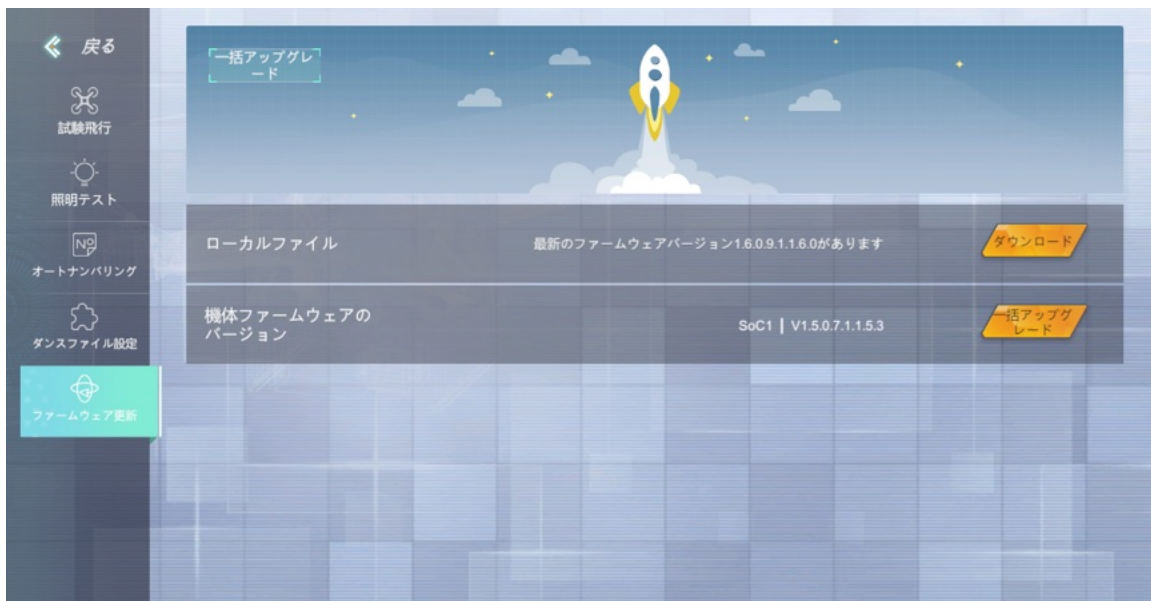 戻る
試験飛行
照明テスト
Nº
オートナンバリング
ダンスファイル設定
ファームウェア更新
一括アップグレ
ード
ローカルファイル
最新のファームウェアバージョン1.6.0.9.1.1.6.0があります
ダウンロード
機体ファームウェアの
バージョン
SoC1 | V1.5.0.7.1.1.5.3
一括アップグ
レード